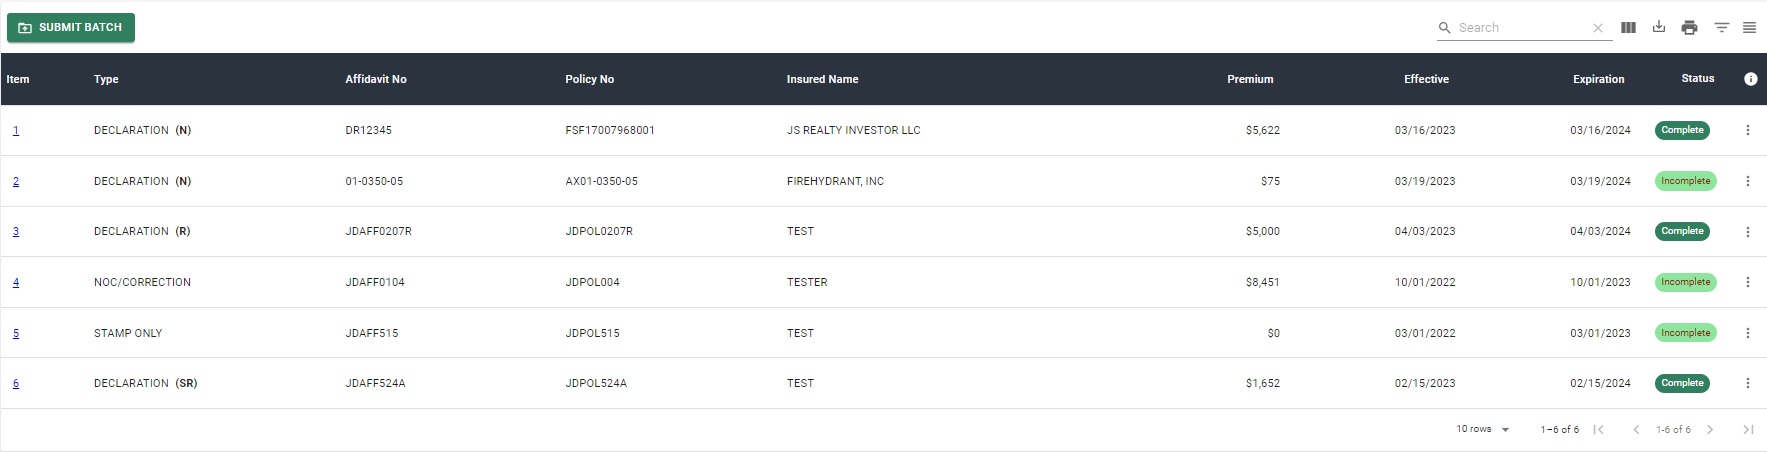 SUBMIT BATCH
Search
Item Type Affidavit No Policy No Insured Name Premium Effective Expiration Status
1 DECLARATION (N) DR12345 FSF17007968001 JS REALTY INVESTOR LLC $5,622 03/16/2023 03/16/2024 Complete
2 DECLARATION (N) 01-0350-05 AX01-0350-05 FIREHYDRANT, INC $75 03/19/2023 03/19/2024 Incomplete
3 DECLARATION (R) JDAFF0207R JDPOL0207R TEST $5,000 04/03/2023 04/03/2024 Complete
4 NOC/CORRECTION JDAFF0104 JDPOL004 TESTER $8,451 10/01/2022 10/01/2023 Incomplete
5 STAMP ONLY JDAFF515 JDPOL515 TEST $0 03/01/2022 03/01/2023 Incomplete
6 DECLARATION (SR) JDAFF524A JDPOL524A TEST $1,652 02/15/2023 02/15/2024 Complete
10 rows 1–6 of 6 1-6 of 6